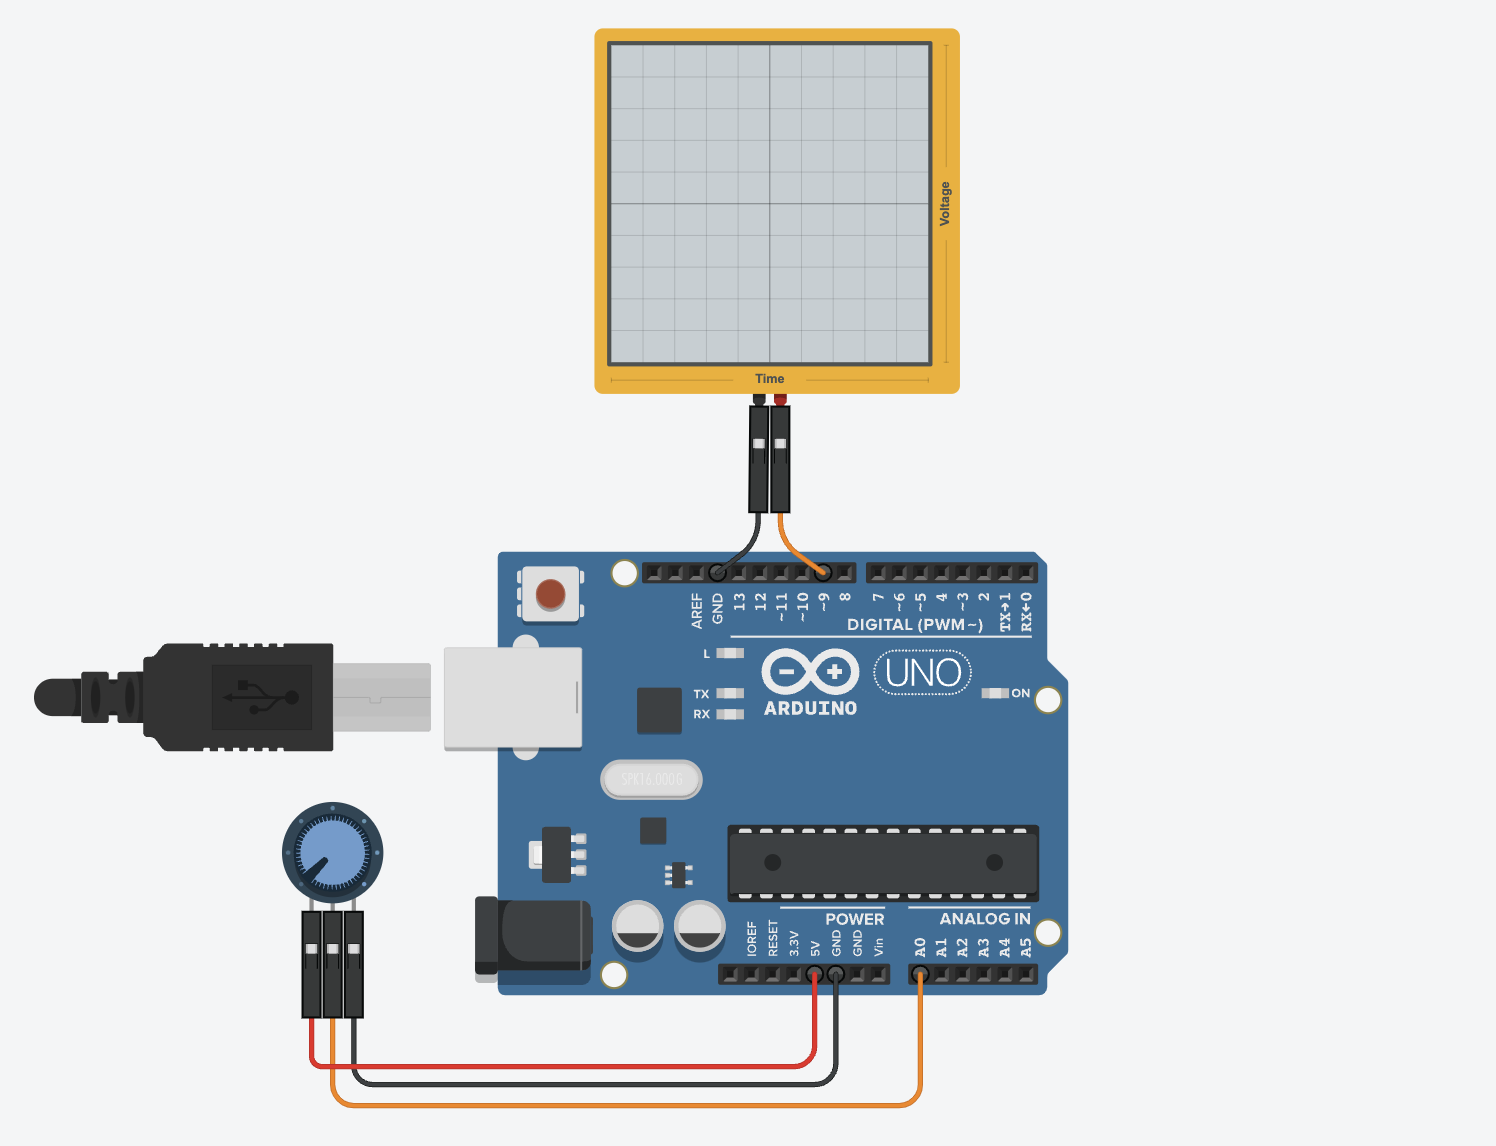 Voltage
Time
AREF
GND
13
12
~11
~10
~9
8
7
~6
~5
4
~3
2
TX→1
RX←0
DIGITAL (PWM~)
L
TX
RX
UNO
ON
ARDUINO
SPK16.000G
POWER
ANALOG IN
IOREF
RESET
3.3V
5V
GND
GND
Vin
A0
A1
A2
A3
A4
A5